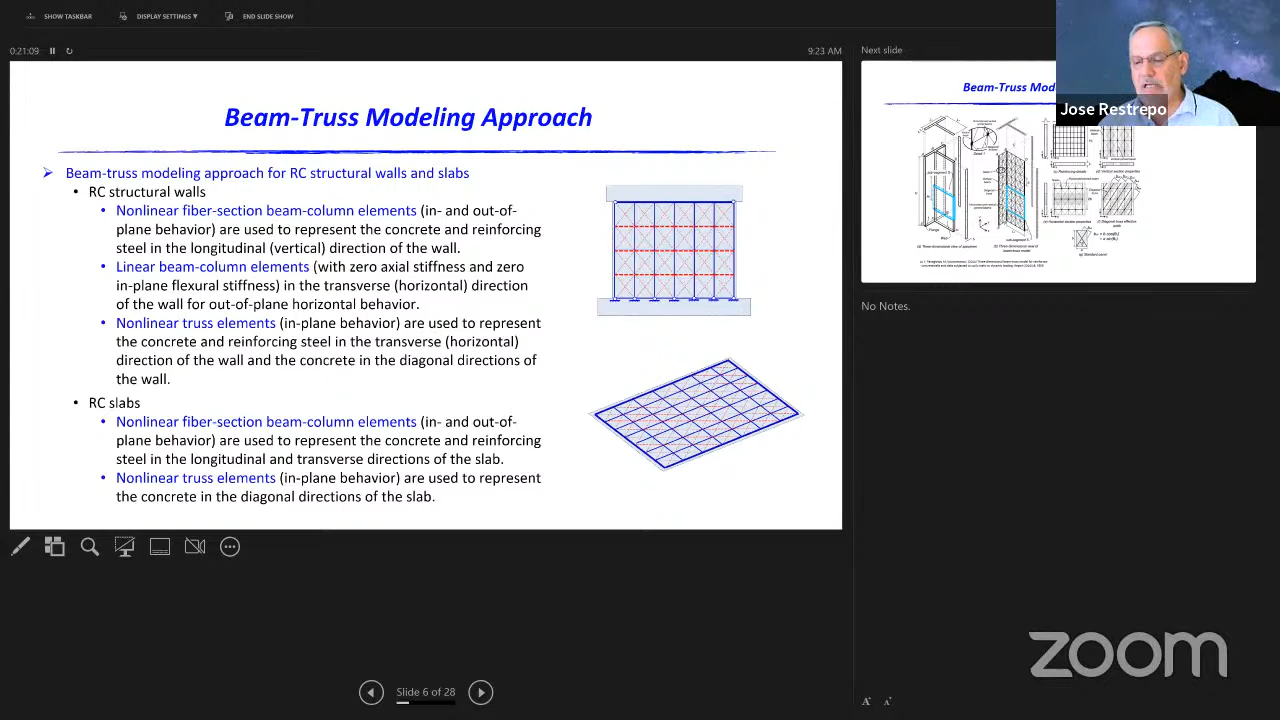 SHOW TASKBAR
DISPLAY SETTINGS ▾
END SLIDE SHOW
0:21:09
9:23 AM
Beam-Truss Modeling Approach
Beam-truss modeling approach for RC structural walls and slabs
• RC structural walls
• Nonlinear fiber-section beam-column elements (in- and out-of-
plane behavior) are used to represent the concrete and reinforcing
steel in the longitudinal (vertical) direction of the wall.
• Linear beam-column elements (with zero axial stiffness and zero
in-plane flexural stiffness) in the transverse (horizontal) direction
of the wall for out-of-plane horizontal behavior.
• Nonlinear truss elements (in-plane behavior) are used to represent
the concrete and reinforcing steel in the transverse (horizontal)
direction of the wall and the concrete in the diagonal directions of
the wall.
• RC slabs
• Nonlinear fiber-section beam-column elements (in- and out-of-
plane behavior) are used to represent the concrete and reinforcing
steel in the longitudinal and transverse directions of the slab.
• Nonlinear truss elements (in-plane behavior) are used to represent
the concrete in the diagonal directions of the slab.
Slide 6 of 28
Next slide
Beam-Truss Mod
Jose Restrepo
No Notes.
zoom
A
A